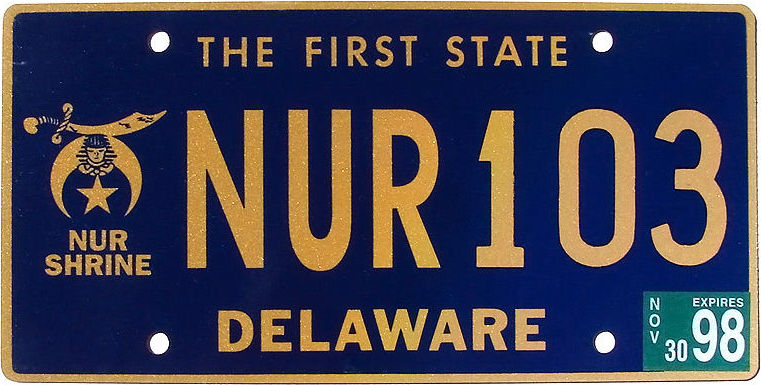 THE FIRST STATE
NUR 103
NUR
SHRINE
DELAWARE
NOV
EXPIRES
30 98